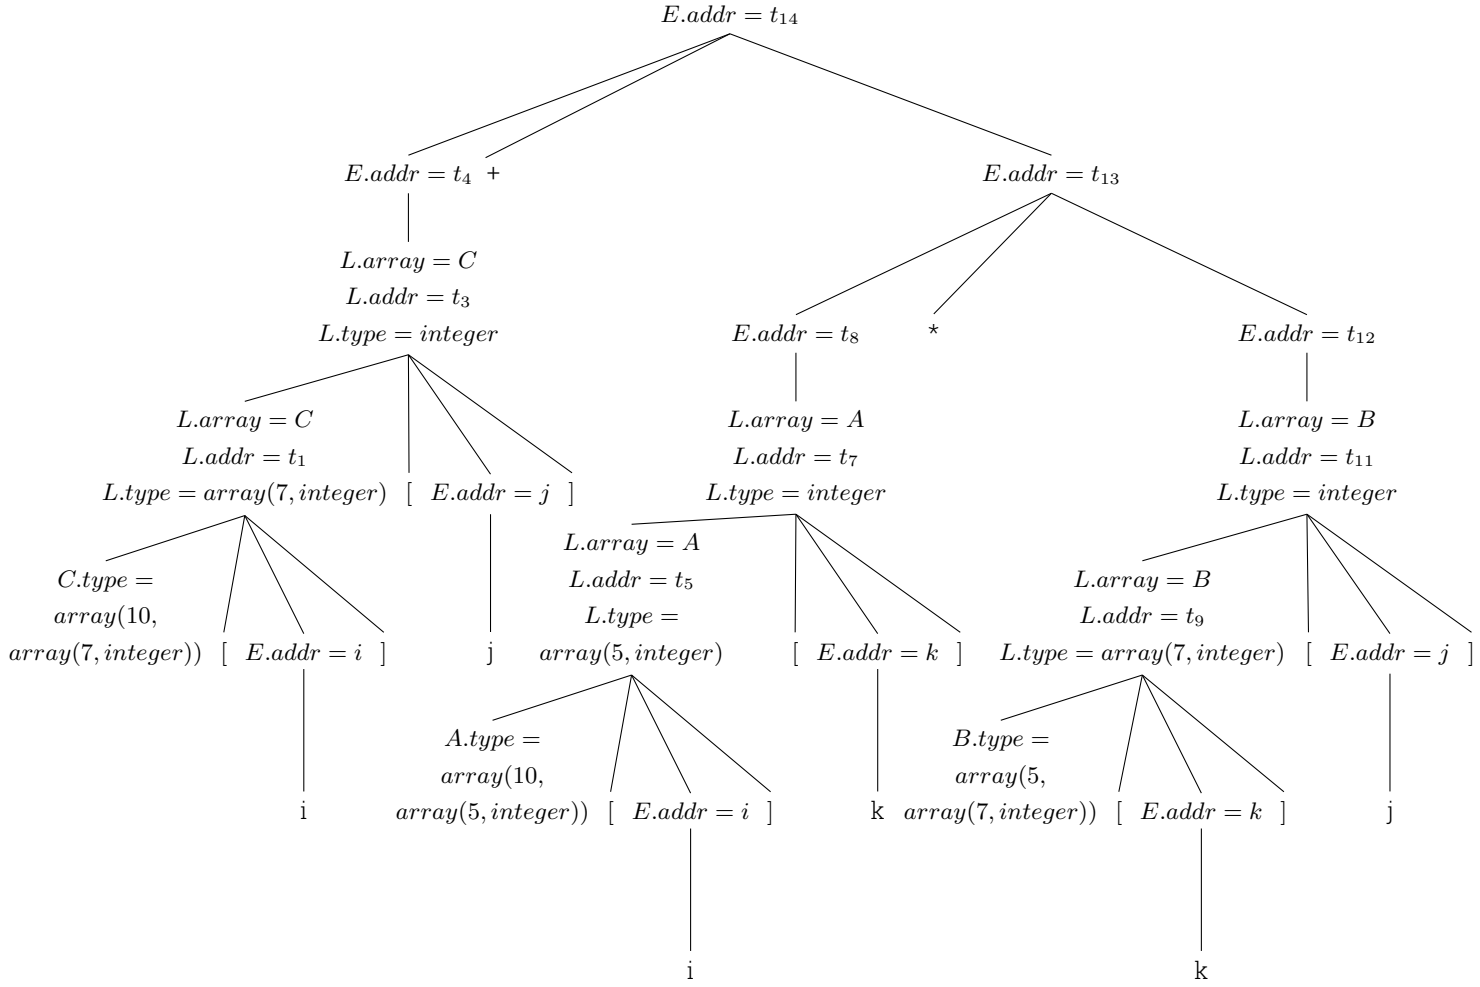 E.addr = t₁₄
E.addr = t₄ + E.addr = t₁₃
L.array = C
L.addr = t₃
L.type = integer E.addr = t₈ * E.addr = t₁₂
L.array = C L.array = A L.array = B
L.addr = t₁ L.addr = t₇ L.addr = t₁₁
L.type = array(7, integer) [ E.addr = j ] L.type = integer L.type = integer
L.array = A
C.type = L.addr = t₅ L.array = B
array(10, L.type = L.addr = t₉
array(7, integer)) [ E.addr = i ] j array(5, integer) [ E.addr = k ] L.type = array(7, integer) [ E.addr = j ]
A.type = B.type =
array(10, array(5,
i array(5, integer)) [ E.addr = i ] k array(7, integer)) [ E.addr = k ] j
i k